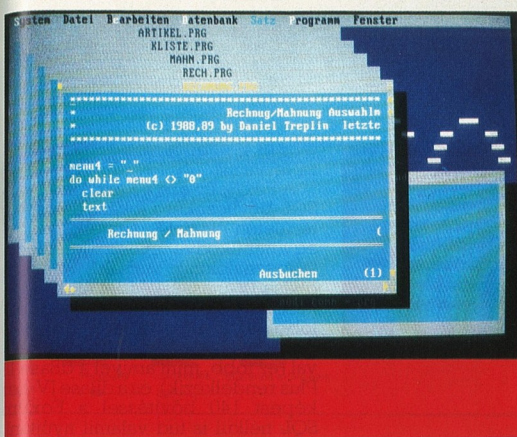 System Datei Bearbeiten Datenbank Satz Programm Fenster
ARTIKEL.PRG
KLISTE.PRG
MAHN.PRG
RECH.PRG
* Rechnug/Mahnung Auswahlm
* (c) 1988,89 by Daniel Treplin letzte
menu4 = "_"
do while menu4 <> "0"
clear
text
Rechnung / Mahnung (
Ausbuchen (1)